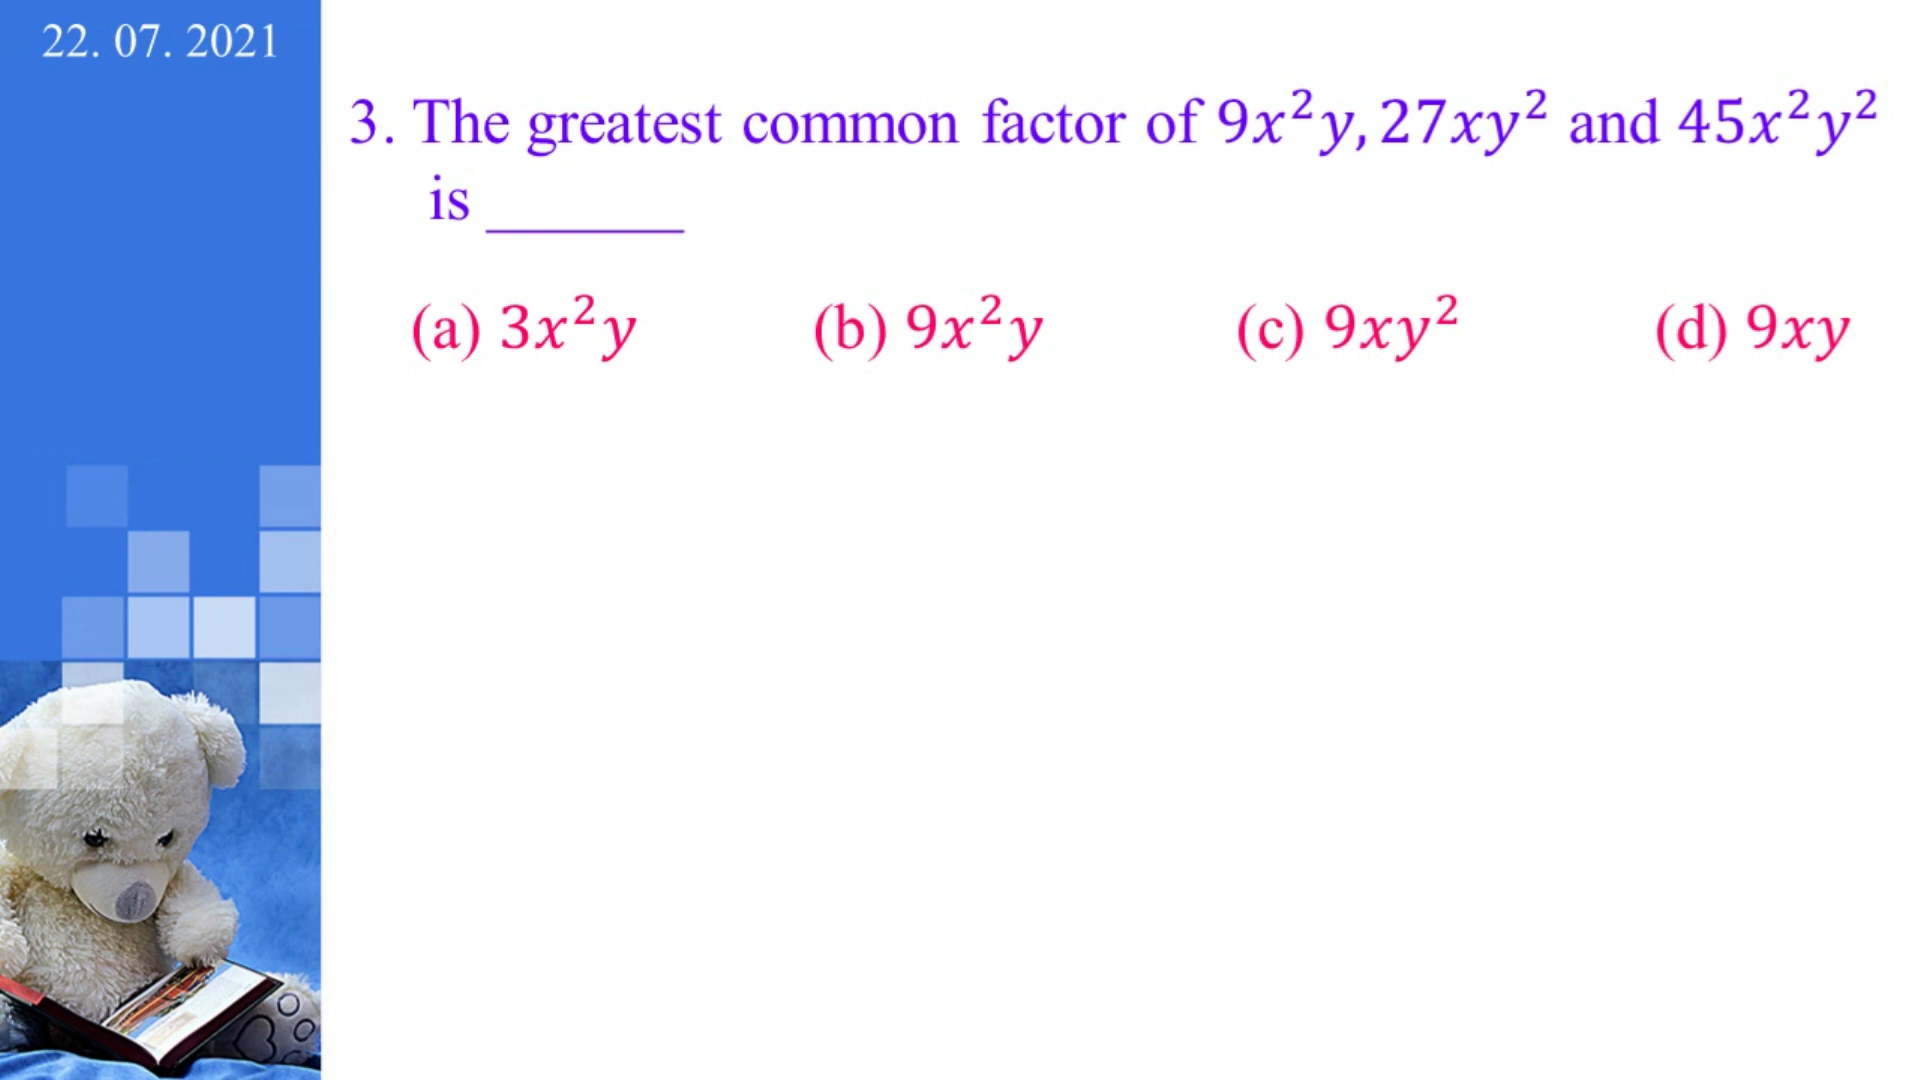 22. 07. 2021
3. The greatest common factor of 9𝑥²𝑦, 27𝑥𝑦² and 45𝑥²𝑦²
is ______
(a) 3𝑥²𝑦 (b) 9𝑥²𝑦 (c) 9𝑥𝑦² (d) 9𝑥𝑦